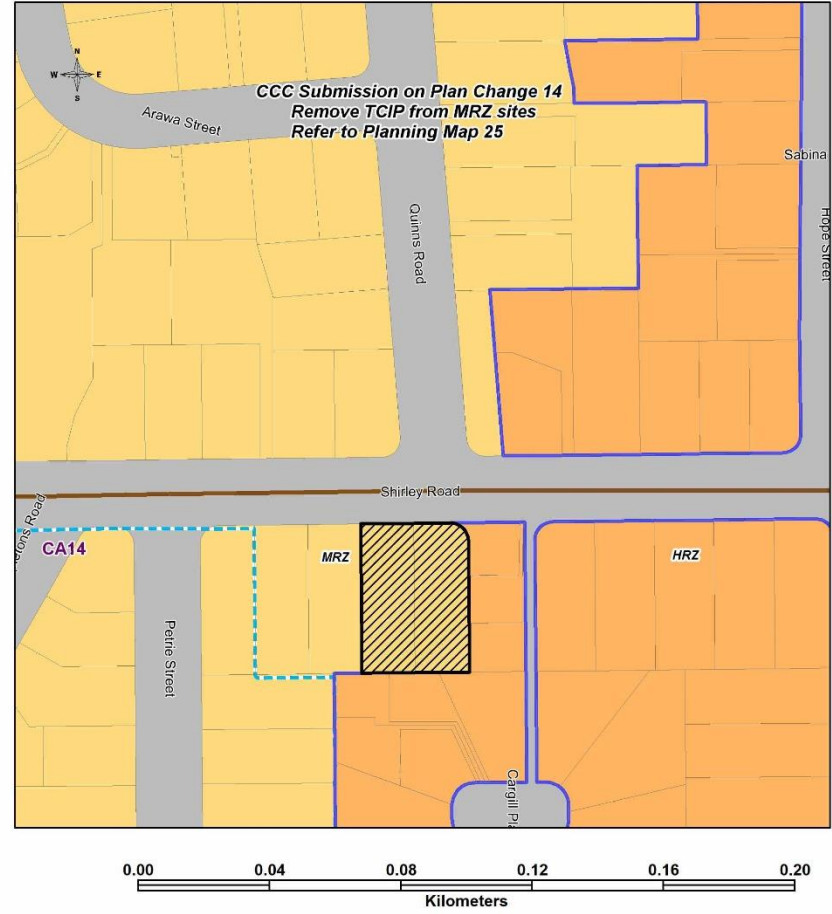 N
W E
S
CCC Submission on Plan Change 14
Remove TCIP from MRZ sites
Refer to Planning Map 25
Arawa Street
Sabina
Quinns Road
Hope Street
Shirley Road
etons Road
CA14
MRZ
HRZ
Petrie Street
Cargill Pla
0.00 0.04 0.08 0.12 0.16 0.20
Kilometers